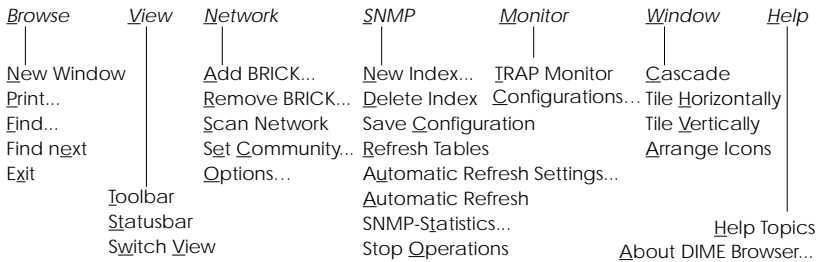 Browse View Network SNMP Monitor Window Help
New Window
Print...
Find...
Find next
Exit
Toolbar
Statusbar
Switch View
Add BRICK...
Remove BRICK...
Scan Network
Set Community...
Options...
New Index...
Delete Index
Save Configuration
Refresh Tables
Automatic Refresh Settings...
Automatic Refresh
SNMP-Statistics...
Stop Operations
TRAP Monitor
Configurations...
Cascade
Tile Horizontally
Tile Vertically
Arrange Icons
Help Topics
About DIME Browser...